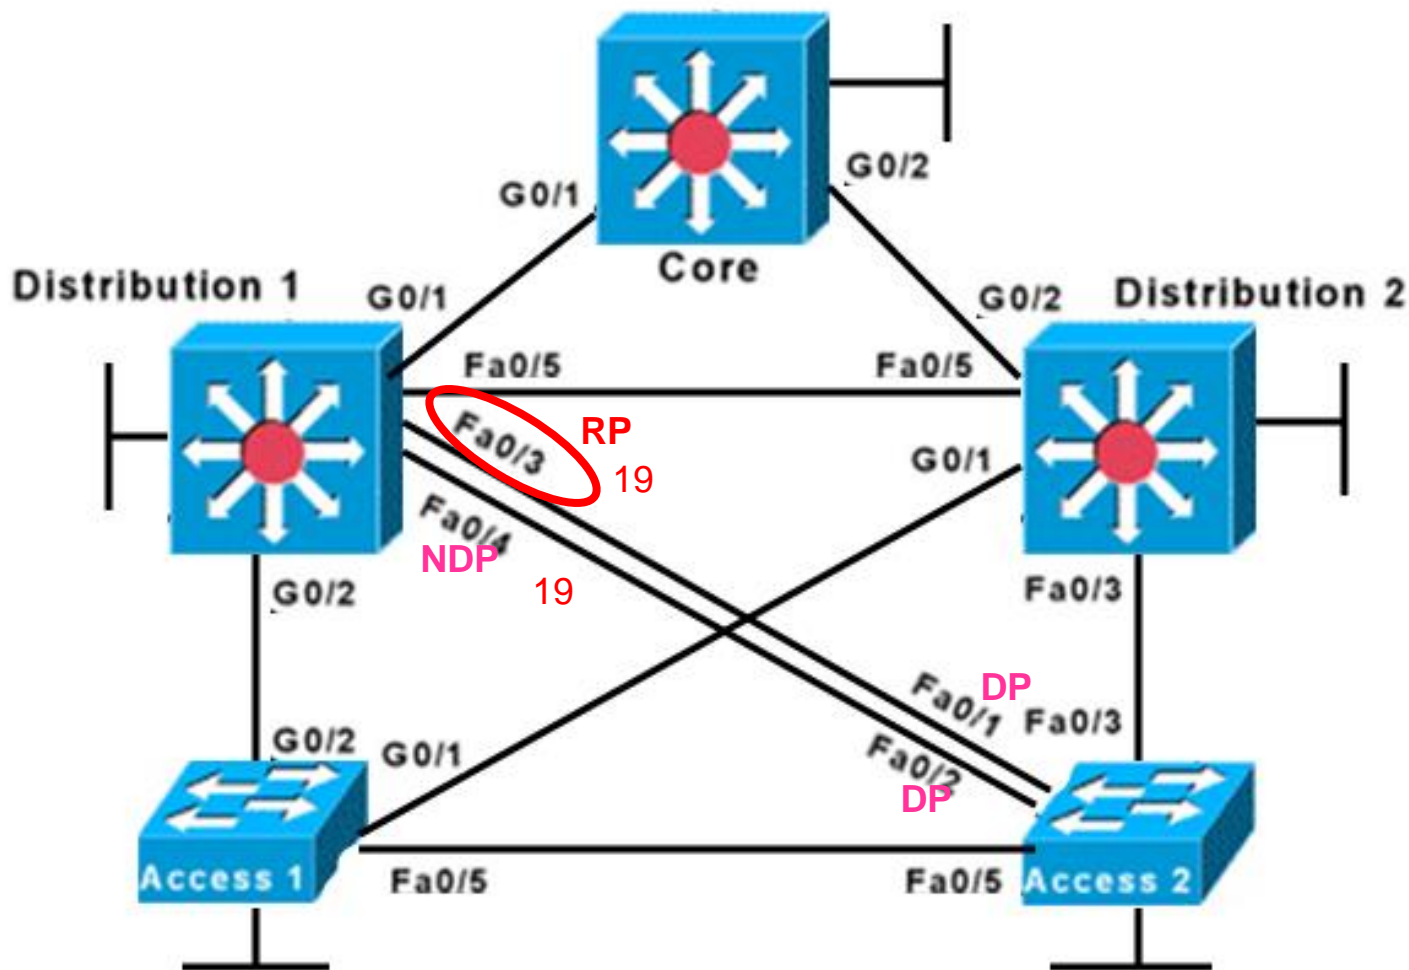 G0/2
G0/1
Core
Distribution 1
G0/1
G0/2
Distribution 2
Fa0/5
Fa0/5
Fa0/3
RP
G0/1
19
Fa0/4
NDP
19
G0/2
Fa0/3
Fa0/1
DP
Fa0/3
G0/2
G0/1
Fa0/2
DP
Access 1
Fa0/5
Fa0/5
Access 2